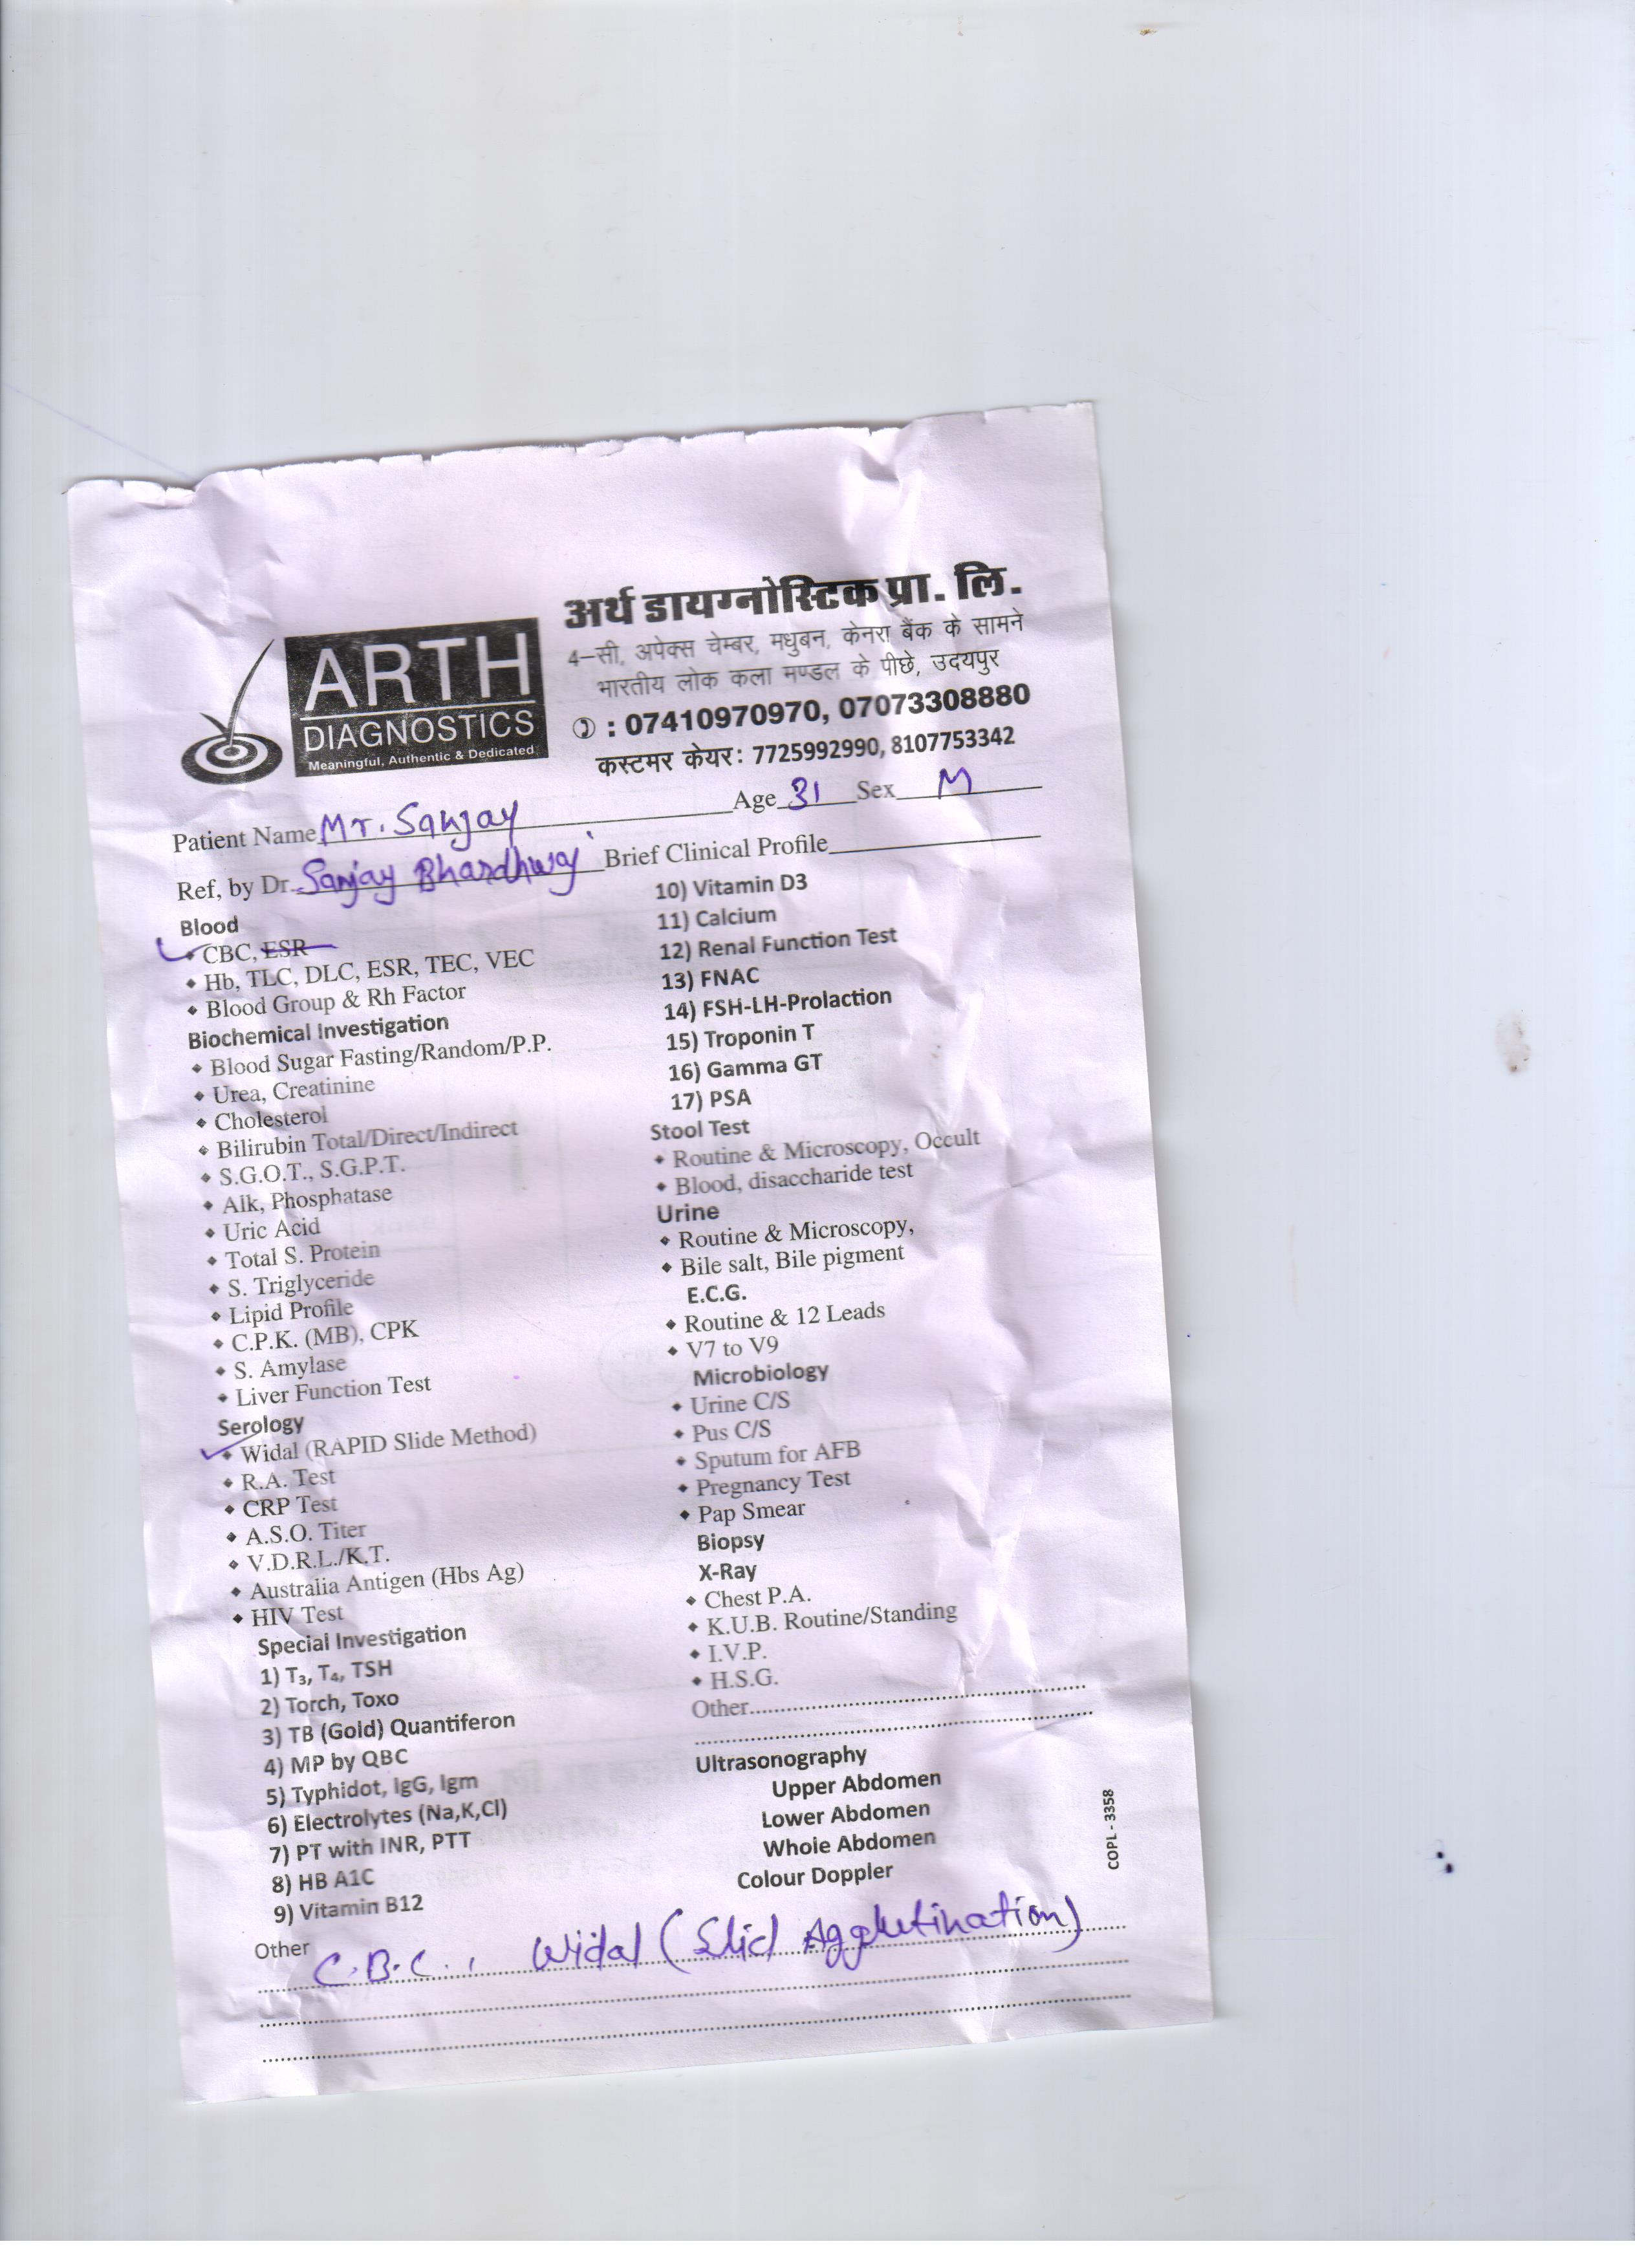 ARTH
DIAGNOSTICS
Meaningful, Authentic & Dedicated
अर्थ डायग्नोस्टिक प्रा. लि.
4-सी, अपेक्स चेम्बर, मधुबन, केनरा बैंक के सामने
भारतीय लोक कला मण्डल के पीछे, उदयपुर
✆ : 07410970970, 07073308880
कस्टमर केयर: 7725992990, 8107753342
Patient Name Mr. Sanjay Age 31 Sex M
Ref, by Dr. Sanjay Bhardhwaj Brief Clinical Profile
Blood
• CBC, ESR
• Hb, TLC, DLC, ESR, TEC, VEC
• Blood Group & Rh Factor
Biochemical Investigation
• Blood Sugar Fasting/Random/P.P.
• Urea, Creatinine
• Cholesterol
• Bilirubin Total/Direct/Indirect
• S.G.O.T., S.G.P.T.
• Alk, Phosphatase
• Uric Acid
• Total S. Protein
• S. Triglyceride
• Lipid Profile
• C.P.K. (MB), CPK
• S. Amylase
• Liver Function Test
Serology
• Widal (RAPID Slide Method)
• R.A. Test
• CRP Test
• A.S.O. Titer
• V.D.R.L./K.T.
• Australia Antigen (Hbs Ag)
• HIV Test
Special Investigation
1) T₃, T₄, TSH
2) Torch, Toxo
3) TB (Gold) Quantiferon
4) MP by QBC
5) Typhidot, IgG, Igm
6) Electrolytes (Na,K,Cl)
7) PT with INR, PTT
8) HB A1C
9) Vitamin B12
10) Vitamin D3
11) Calcium
12) Renal Function Test
13) FNAC
14) FSH-LH-Prolaction
15) Troponin T
16) Gamma GT
17) PSA
Stool Test
• Routine & Microscopy, Occult
• Blood, disaccharide test
Urine
• Routine & Microscopy,
• Bile salt, Bile pigment
E.C.G.
• Routine & 12 Leads
• V7 to V9
Microbiology
• Urine C/S
• Pus C/S
• Sputum for AFB
• Pregnancy Test
• Pap Smear
Biopsy
X-Ray
• Chest P.A.
• K.U.B. Routine/Standing
• I.V.P.
• H.S.G.
Other
Ultrasonography
Upper Abdomen
Lower Abdomen
Whole Abdomen
Colour Doppler
COPL - 3358
Other C.B.C., Widal (Slid Agglutination)